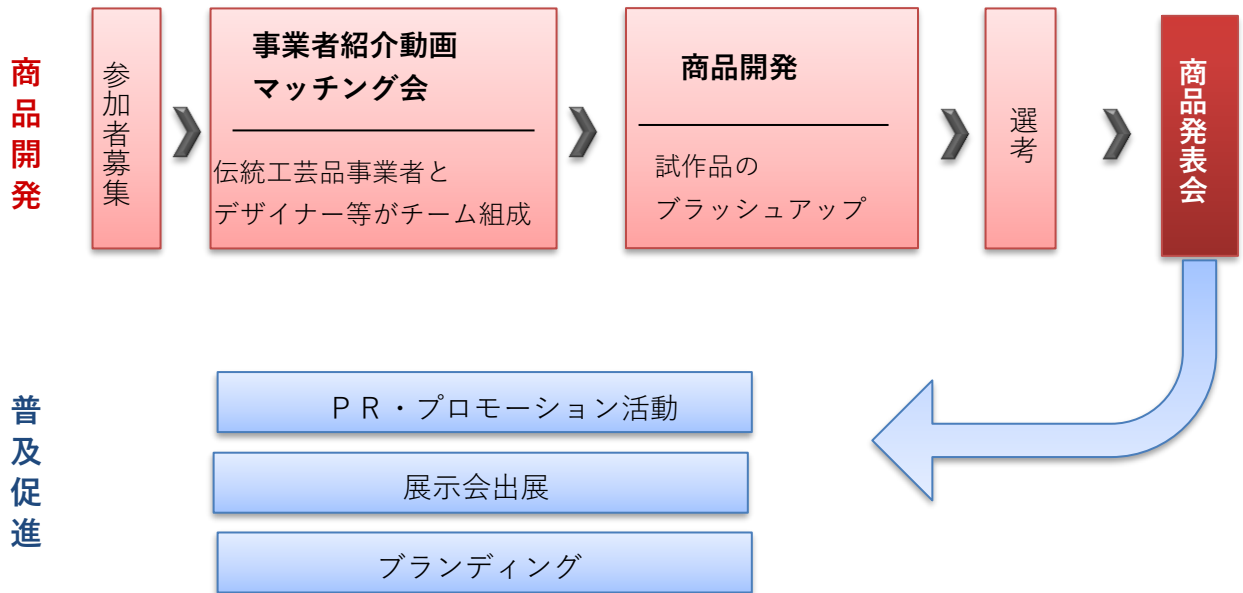 商品開発
参加者募集
事業者紹介動画
マッチング会
伝統工芸品事業者と
デザイナー等がチーム組成
商品開発
試作品の
ブラッシュアップ
選考
商品発表会
普及促進
ＰＲ・プロモーション活動
展示会出展
ブランディング